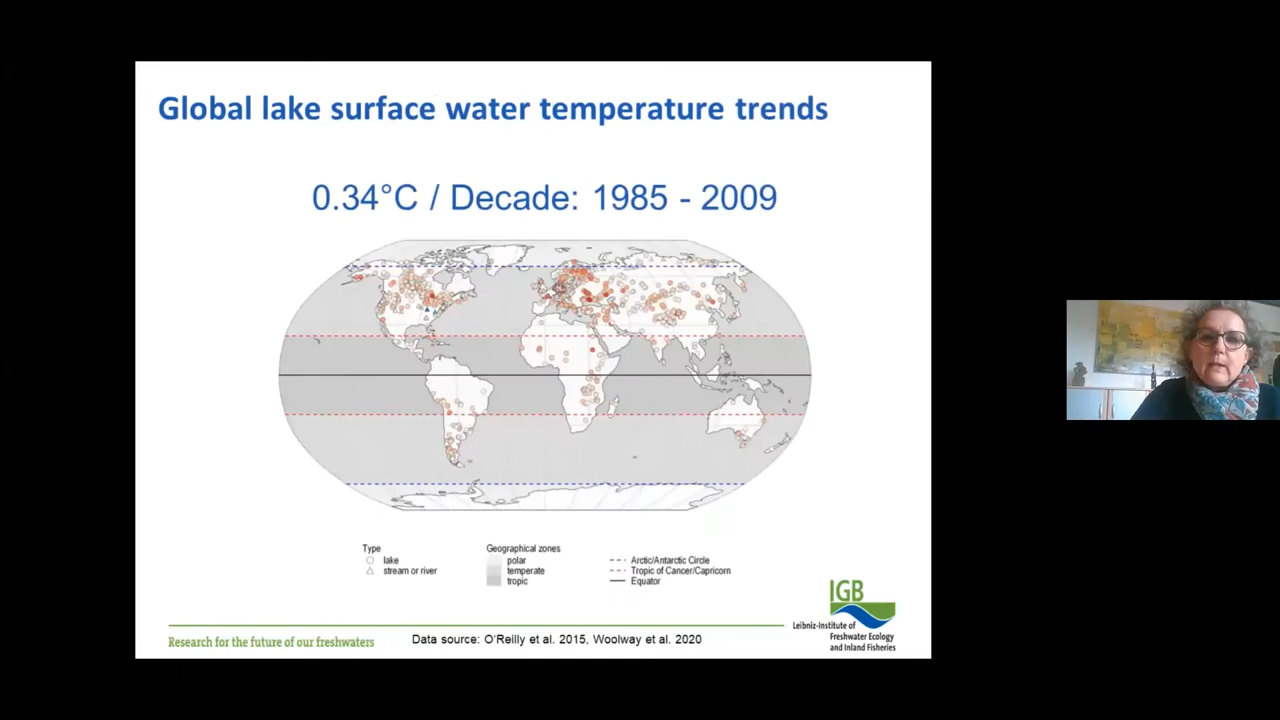 Global lake surface water temperature trends
0.34°C / Decade: 1985 - 2009
Type
lake
stream or river
Geographical zones
polar
temperate
tropic
Arctic/Antarctic Circle
Tropic of Cancer/Capricorn
Equator
IGB
Leibniz-Institute of
Freshwater Ecology
and Inland Fisheries
Research for the future of our freshwaters
Data source: O'Reilly et al. 2015, Woolway et al. 2020